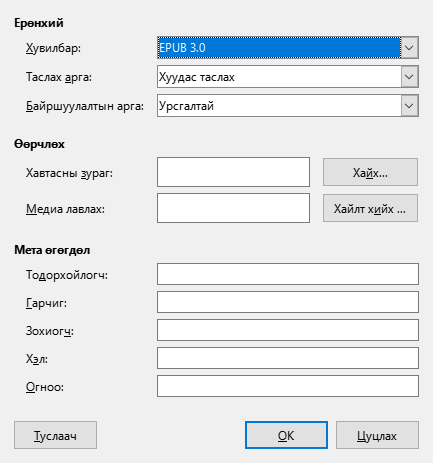 Ерөнхий
Хувилбар: EPUB 3.0
Таслах арга: Хуудас таслах
Байршуулалтын арга: Урсгалтай
Өөрчлөх
Хавтасны зураг: Хайх...
Медиа лавлах: Хайлт хийх ...
Мета өгөгдөл
Тодорхойлогч:
Гарчиг:
Зохиогч:
Хэл:
Огноо:
Туслаач OK Цуцлах